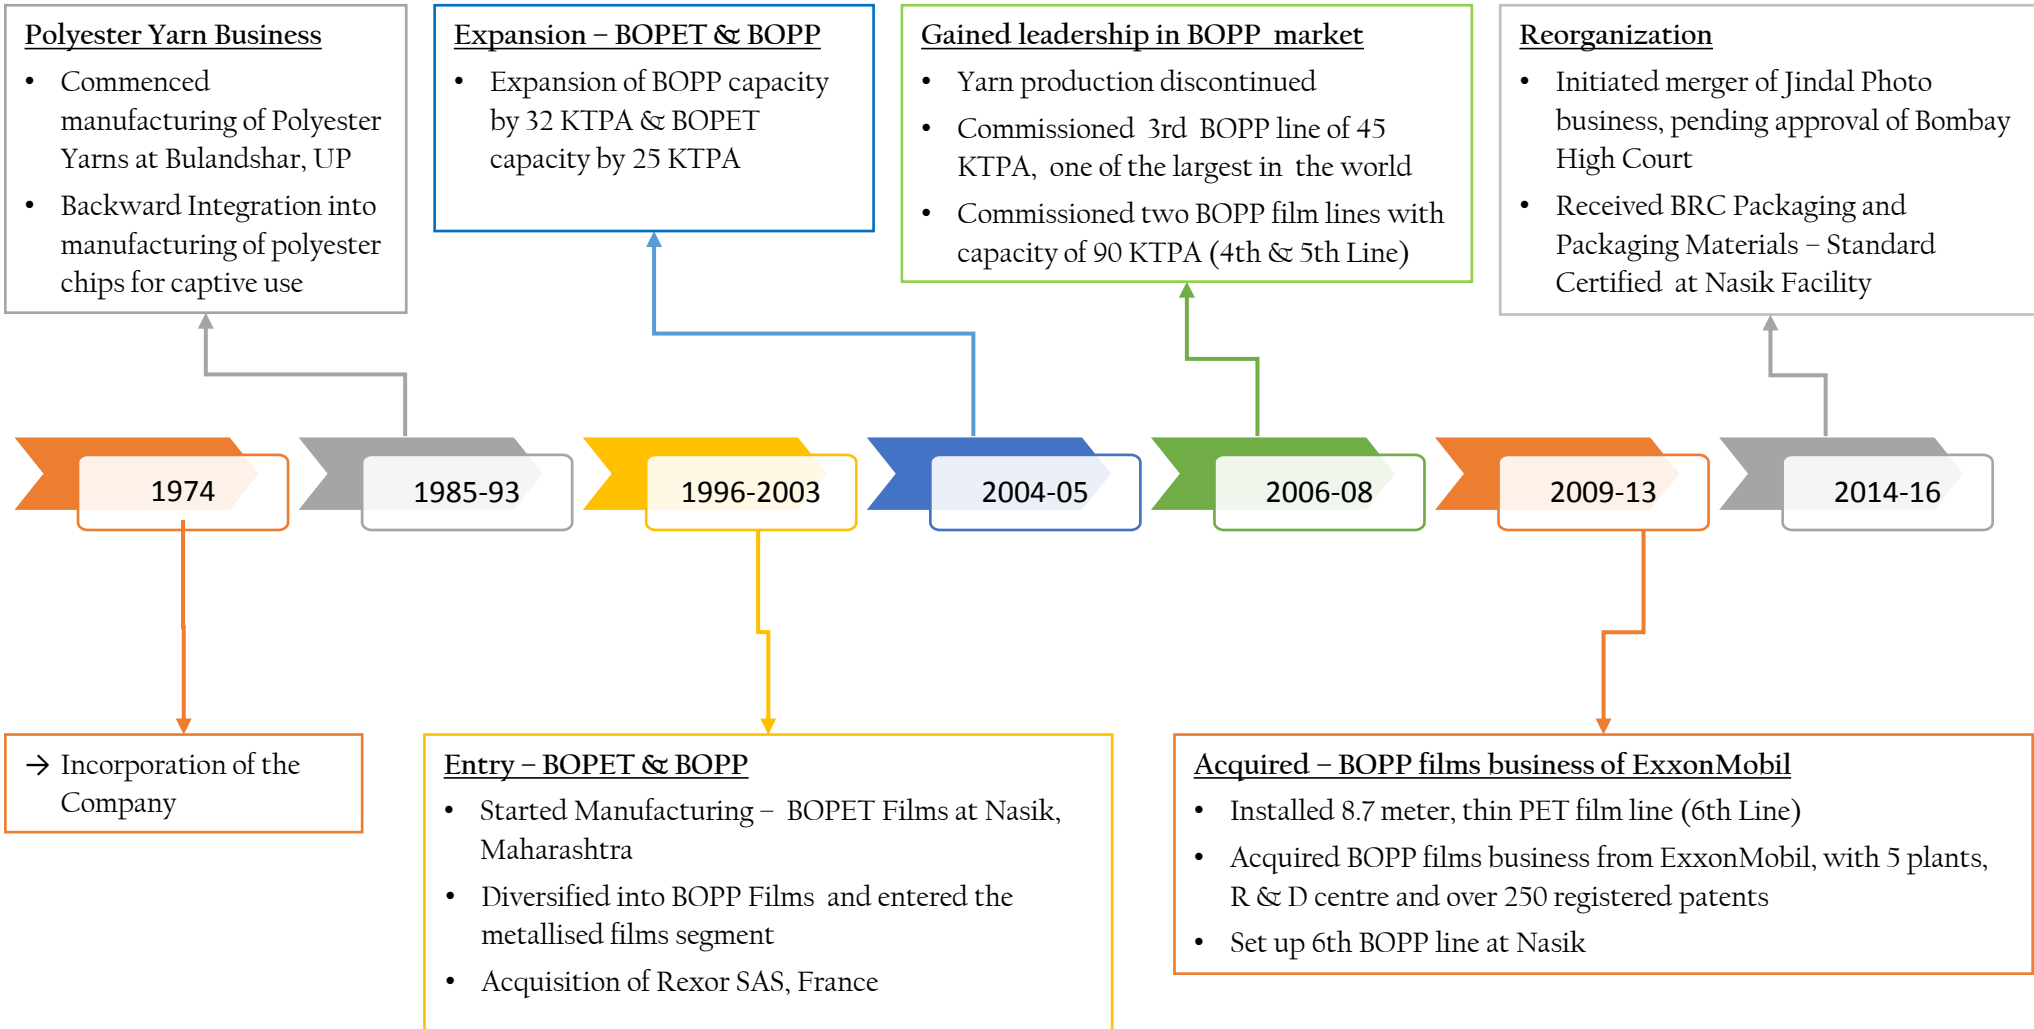 Polyester Yarn Business
• Commenced
manufacturing of Polyester
Yarns at Bulandshar, UP
• Backward Integration into
manufacturing of polyester
chips for captive use
Expansion – BOPET & BOPP
• Expansion of BOPP capacity
by 32 KTPA & BOPET
capacity by 25 KTPA
Gained leadership in BOPP market
• Yarn production discontinued
• Commissioned 3rd BOPP line of 45
KTPA, one of the largest in the world
• Commissioned two BOPP film lines with
capacity of 90 KTPA (4th & 5th Line)
Reorganization
• Initiated merger of Jindal Photo
business, pending approval of Bombay
High Court
• Received BRC Packaging and
Packaging Materials – Standard
Certified at Nasik Facility
1974
1985-93
1996-2003
2004-05
2006-08
2009-13
2014-16
→ Incorporation of the
Company
Entry – BOPET & BOPP
• Started Manufacturing – BOPET Films at Nasik,
Maharashtra
• Diversified into BOPP Films and entered the
metallised films segment
• Acquisition of Rexor SAS, France
Acquired – BOPP films business of ExxonMobil
• Installed 8.7 meter, thin PET film line (6th Line)
• Acquired BOPP films business from ExxonMobil, with 5 plants,
R & D centre and over 250 registered patents
• Set up 6th BOPP line at Nasik